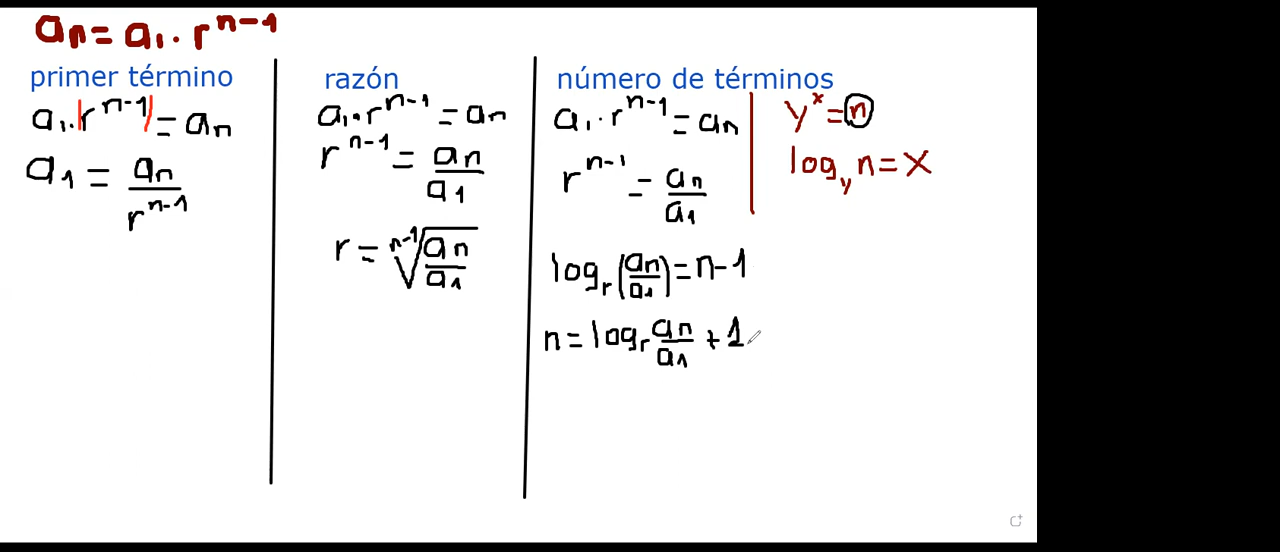 aₙ = a₁ · rⁿ⁻¹
primer término
a₁ · rⁿ⁻¹ = aₙ
a₁ = aₙ / rⁿ⁻¹
razón
a₁ · rⁿ⁻¹ = aₙ
rⁿ⁻¹ = aₙ / a₁
r = ⁿ⁻¹√(aₙ / a₁)
número de términos
a₁ · rⁿ⁻¹ = aₙ
rⁿ⁻¹ = aₙ / a₁
logᵣ (aₙ / a₁) = n - 1
n = logᵣ aₙ / a₁ + 1
yˣ = n
log_y n = x